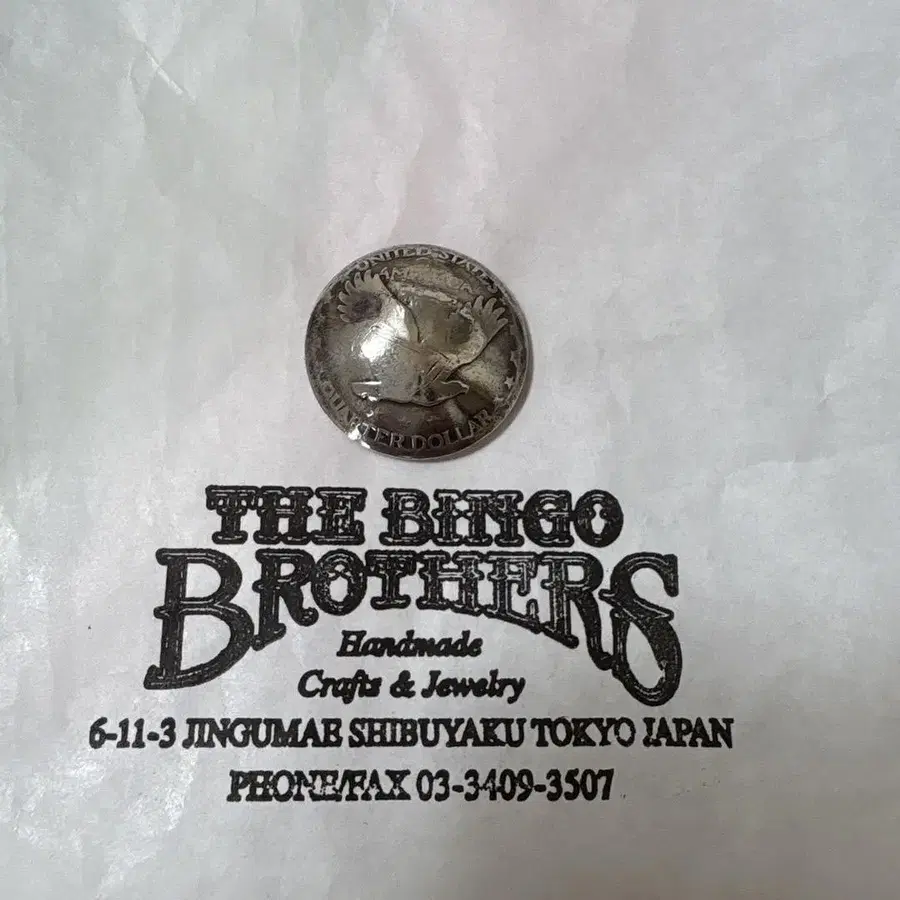 UNITED STATES
AMERICA
QUARTER DOLLAR
THE BINGO
BROTHERS
Handmade
Crafts & Jewelry
6-11-3 JINGUMAE SHIBUYAKU TOKYO JAPAN
PHONE/FAX 03-3409-3507